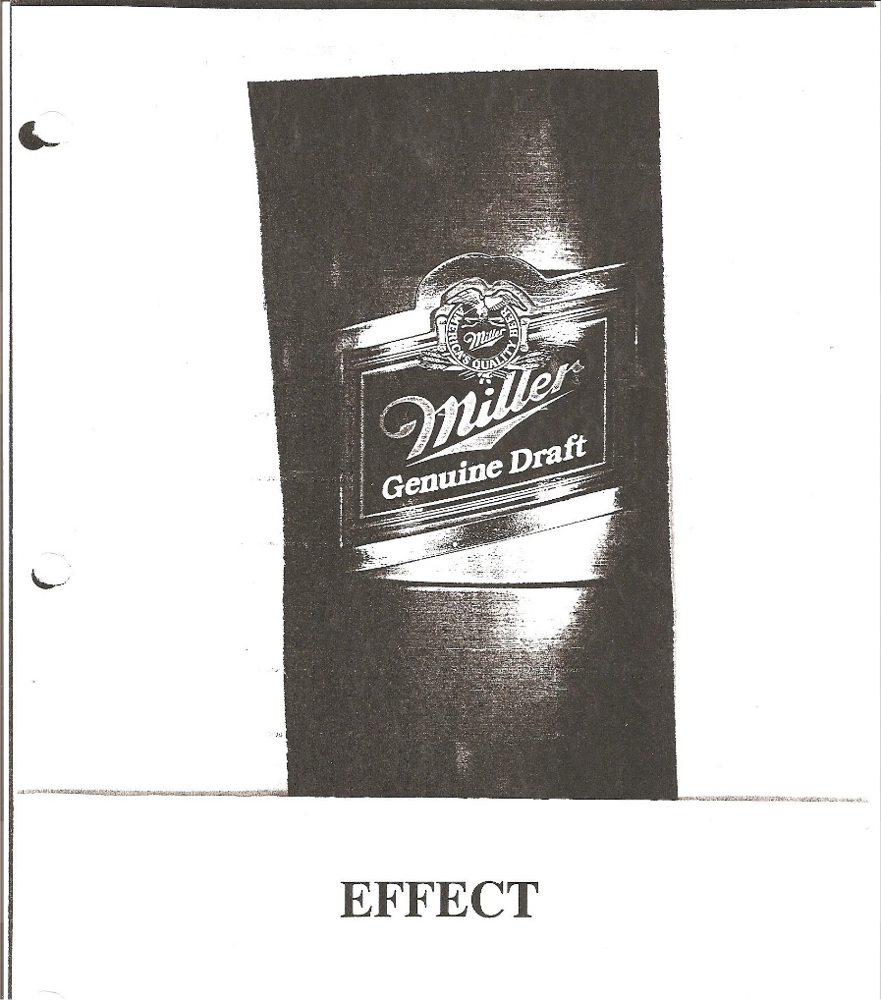 AMERICA'S QUALITY BEER
Miller
Miller
Genuine Draft
EFFECT